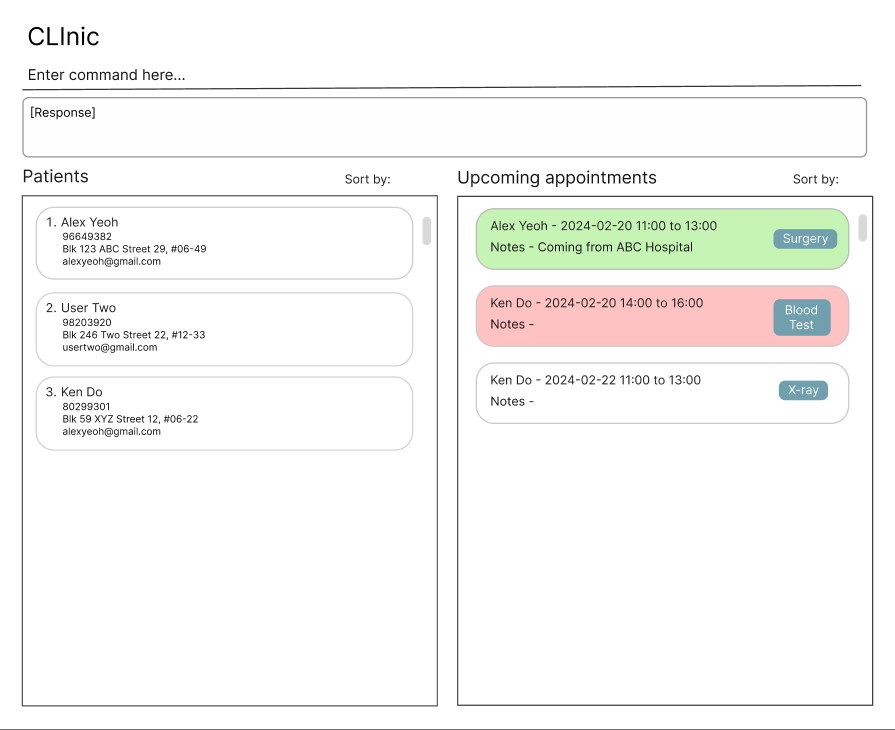 CLInic
Enter command here...
[Response]
Patients
Sort by:
1. Alex Yeoh
96649382
Blk 123 ABC Street 29, #06-49
alexyeoh@gmail.com
2. User Two
98203920
Blk 246 Two Street 22, #12-33
usertwo@gmail.com
3. Ken Do
80299301
Blk 59 XYZ Street 12, #06-22
alexyeoh@gmail.com
Upcoming appointments
Sort by:
Alex Yeoh - 2024-02-20 11:00 to 13:00
Notes - Coming from ABC Hospital
Surgery
Ken Do - 2024-02-20 14:00 to 16:00
Notes -
Blood
Test
Ken Do - 2024-02-22 11:00 to 13:00
Notes -
X-ray